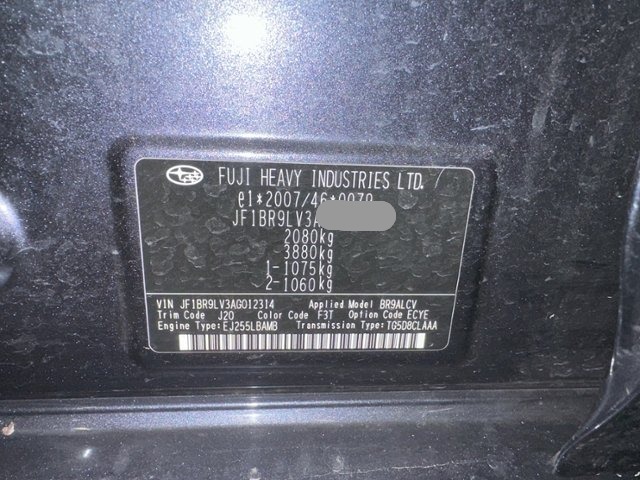 FUJI HEAVY INDUSTRIES LTD.
e1*2007/46*0079
JF1BR9LV3A
2080kg
3880kg
1-1075kg
2-1060kg
VIN JF1BR9LV3AG012314 Applied Model BR9ALCV
Trim Code J20 Color Code F3T Option Code ECYE
Engine Type:EJ255LBAMB Transmission Type:TG5D8CLAAA